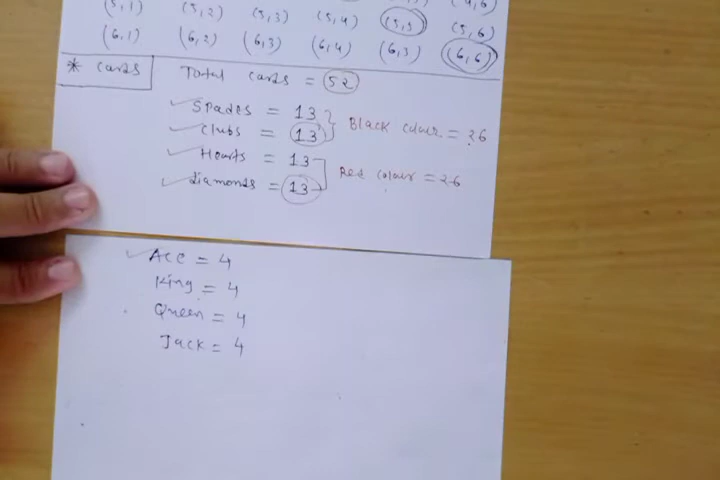 (5,1) (5,2) (5,3) (5,4) (5,5) (5,6)
(6,1) (6,2) (6,3) (6,4) (6,5) (6,6)
* Cards Total cards = 52
✓ Spades = 13
✓ Clubs = 13 Black colour = 26
✓ Hearts = 13
✓ diamonds = 13 Red colour = 26
✓ Ace = 4
King = 4
Queen = 4
Jack = 4